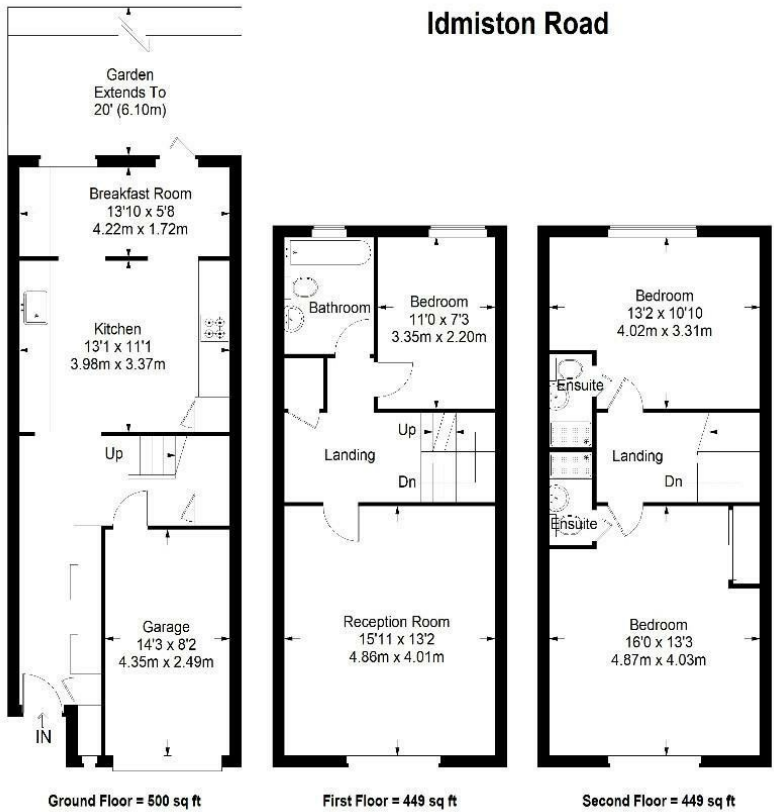 Idmiston Road
Garden
Extends To
20' (6.10m)
Breakfast Room
13'10 x 5'8
4.22m x 1.72m
Kitchen
13'1 x 11'1
3.98m x 3.37m
Up
Garage
14'3 x 8'2
4.35m x 2.49m
IN
Ground Floor = 500 sq ft
Bathroom
Bedroom
11'0 x 7'3
3.35m x 2.20m
Up
Landing
Dn
Reception Room
15'11 x 13'2
4.86m x 4.01m
First Floor = 449 sq ft
Bedroom
13'2 x 10'10
4.02m x 3.31m
Ensuite
Landing
Dn
Ensuite
Bedroom
16'0 x 13'3
4.87m x 4.03m
Second Floor = 449 sq ft